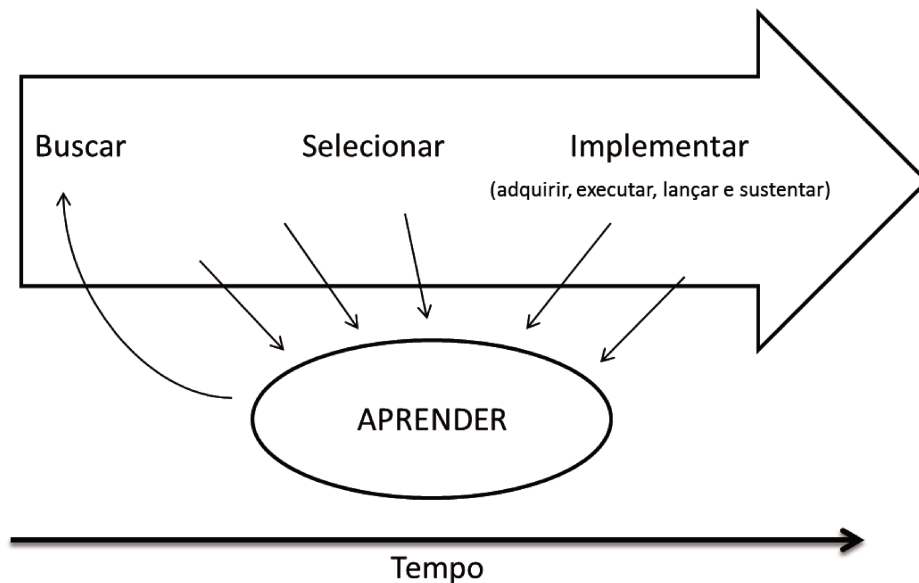 Buscar
Selecionar
Implementar
(adquirir, executar, lançar e sustentar)
APRENDER
Tempo